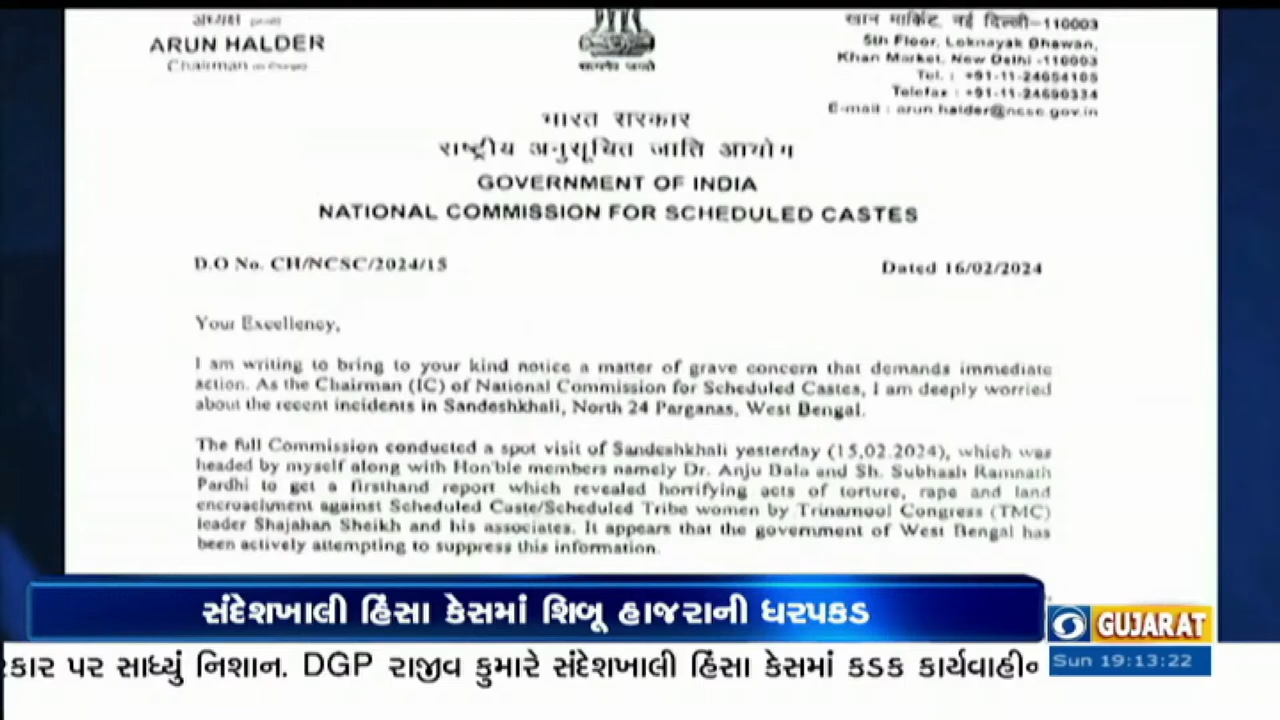 अध्यक्ष
ARUN HALDER
Chairman
सत्यमेव जयते
खान मार्किट, नई दिल्ली-110003
5th Floor, Loknayak Bhawan,
Khan Market, New Delhi -110003
Tel. : +91-11-24654105
Telefax : +91-11-24690334
E-mail : arun.halder@ncsc.gov.in
भारत सरकार
राष्ट्रीय अनुसूचित जाति आयोग
GOVERNMENT OF INDIA
NATIONAL COMMISSION FOR SCHEDULED CASTES
D.O No. CH/NCSC/2024/15
Dated 16/02/2024
Your Excellency,
I am writing to bring to your kind notice a matter of grave concern that demands immediate
action. As the Chairman (IC) of National Commission for Scheduled Castes, I am deeply worried
about the recent incidents in Sandeshkhali, North 24 Parganas, West Bengal.
The full Commission conducted a spot visit of Sandeshkhali yesterday (15.02.2024), which was
headed by myself along with Hon'ble members namely Dr. Anju Bala and Sh. Subhash Ramnath
Pardhi to get a firsthand report which revealed horrifying acts of torture, rape and land
encroachment against Scheduled Caste/Scheduled Tribe women by Trinamool Congress (TMC)
leader Shajahan Sheikh and his associates. It appears that the government of West Bengal has
been actively attempting to suppress this information.
સંદેશખાલી હિંસા કેસમાં શિબૂ હાજરાની ધરપકડ
GUJARAT
રકાર પર સાધ્યું નિશાન. DGP રાજીવ કુમારે સંદેશખાલી હિંસા કેસમાં કડક કાર્યવાહીન
Sun 19:13:22